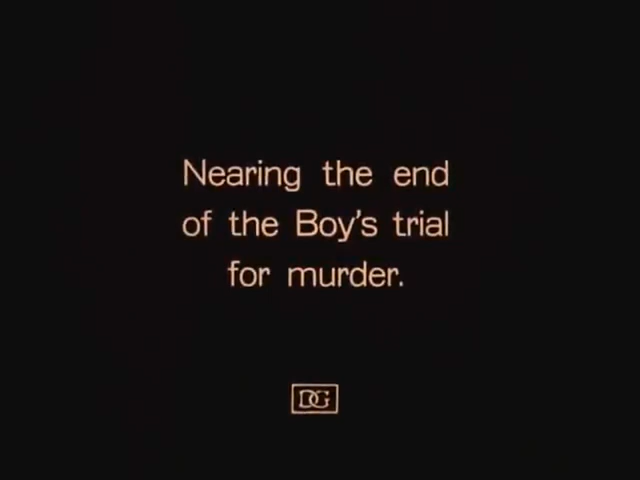 Nearing the end
of the Boy's trial
for murder.
DG